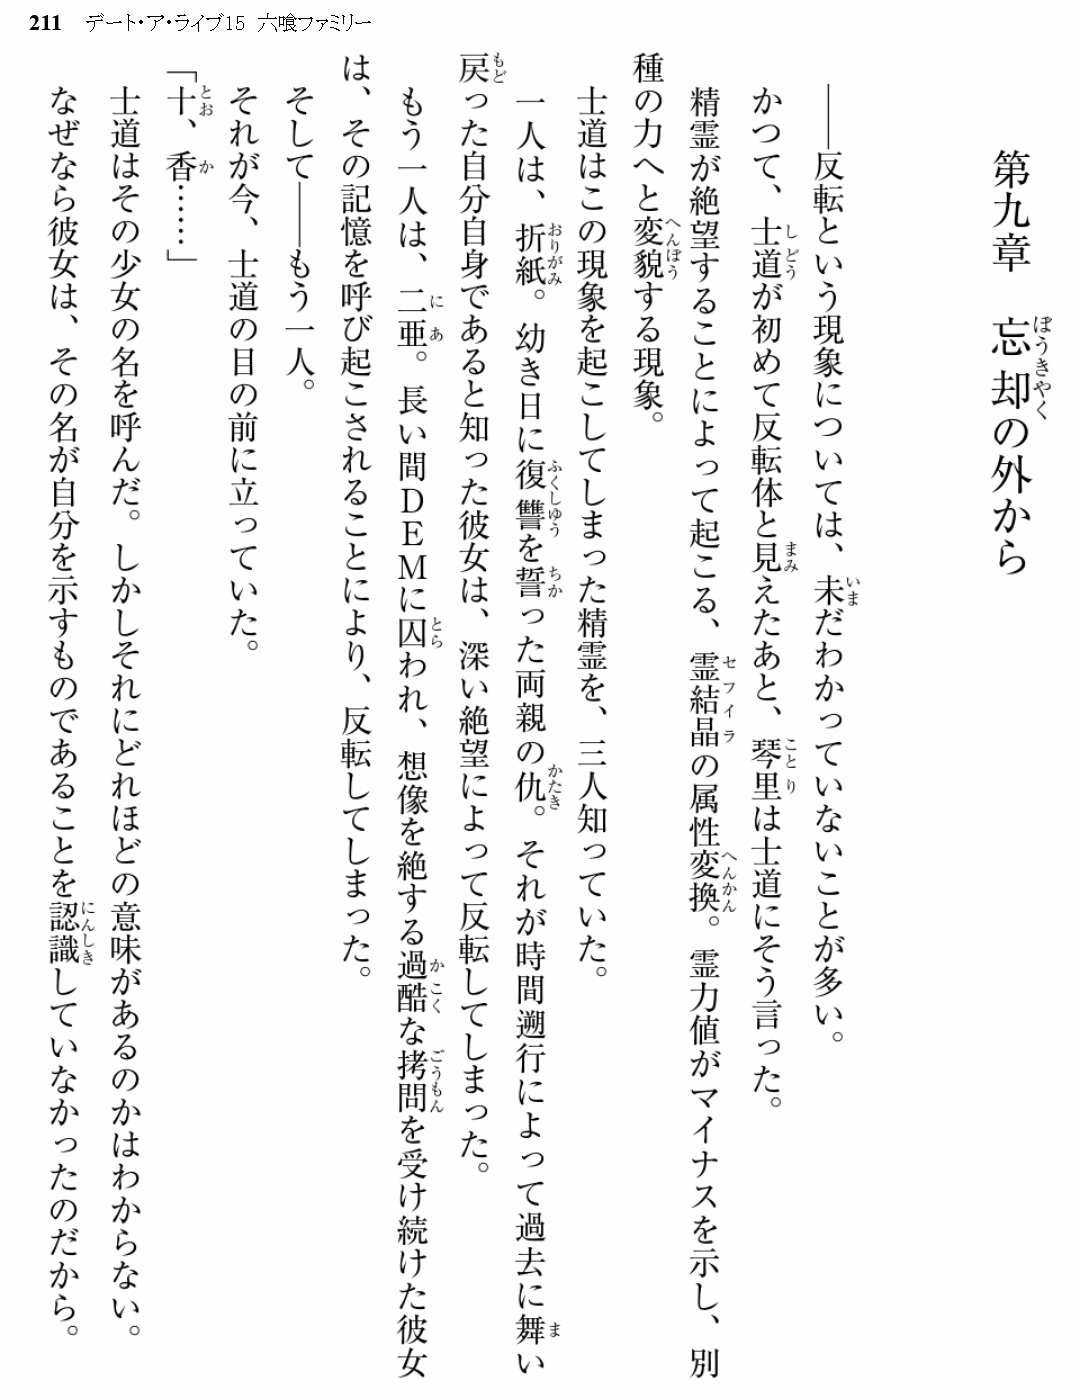 211 デート・ア・ライブ15 六喰ファミリー
第九章 忘却の外から
――反転という現象については、未だわかっていないことが多い。
かつて、士道が初めて反転体と見えたあと、琴里は士道にそう言った。
精霊が絶望することによって起こる、霊結晶の属性変換。霊力値がマイナスを示し、別
種の力へと変貌する現象。
士道はこの現象を起こしてしまった精霊を、三人知っていた。
一人は、折紙。幼き日に復讐を誓った両親の仇。それが時間遡行によって過去に舞い
戻った自分自身であると知った彼女は、深い絶望によって反転してしまった。
もう一人は、二亜。長い間DEMに囚われ、想像を絶する過酷な拷問を受け続けた彼女
は、その記憶を呼び起こされることにより、反転してしまった。
そして――もう一人。
それが今、士道の目の前に立っていた。
「十、香……」
士道はその少女の名を呼んだ。しかしそれにどれほどの意味があるのかはわからない。
なぜなら彼女は、その名が自分を示すものであることを認識していなかったのだから。